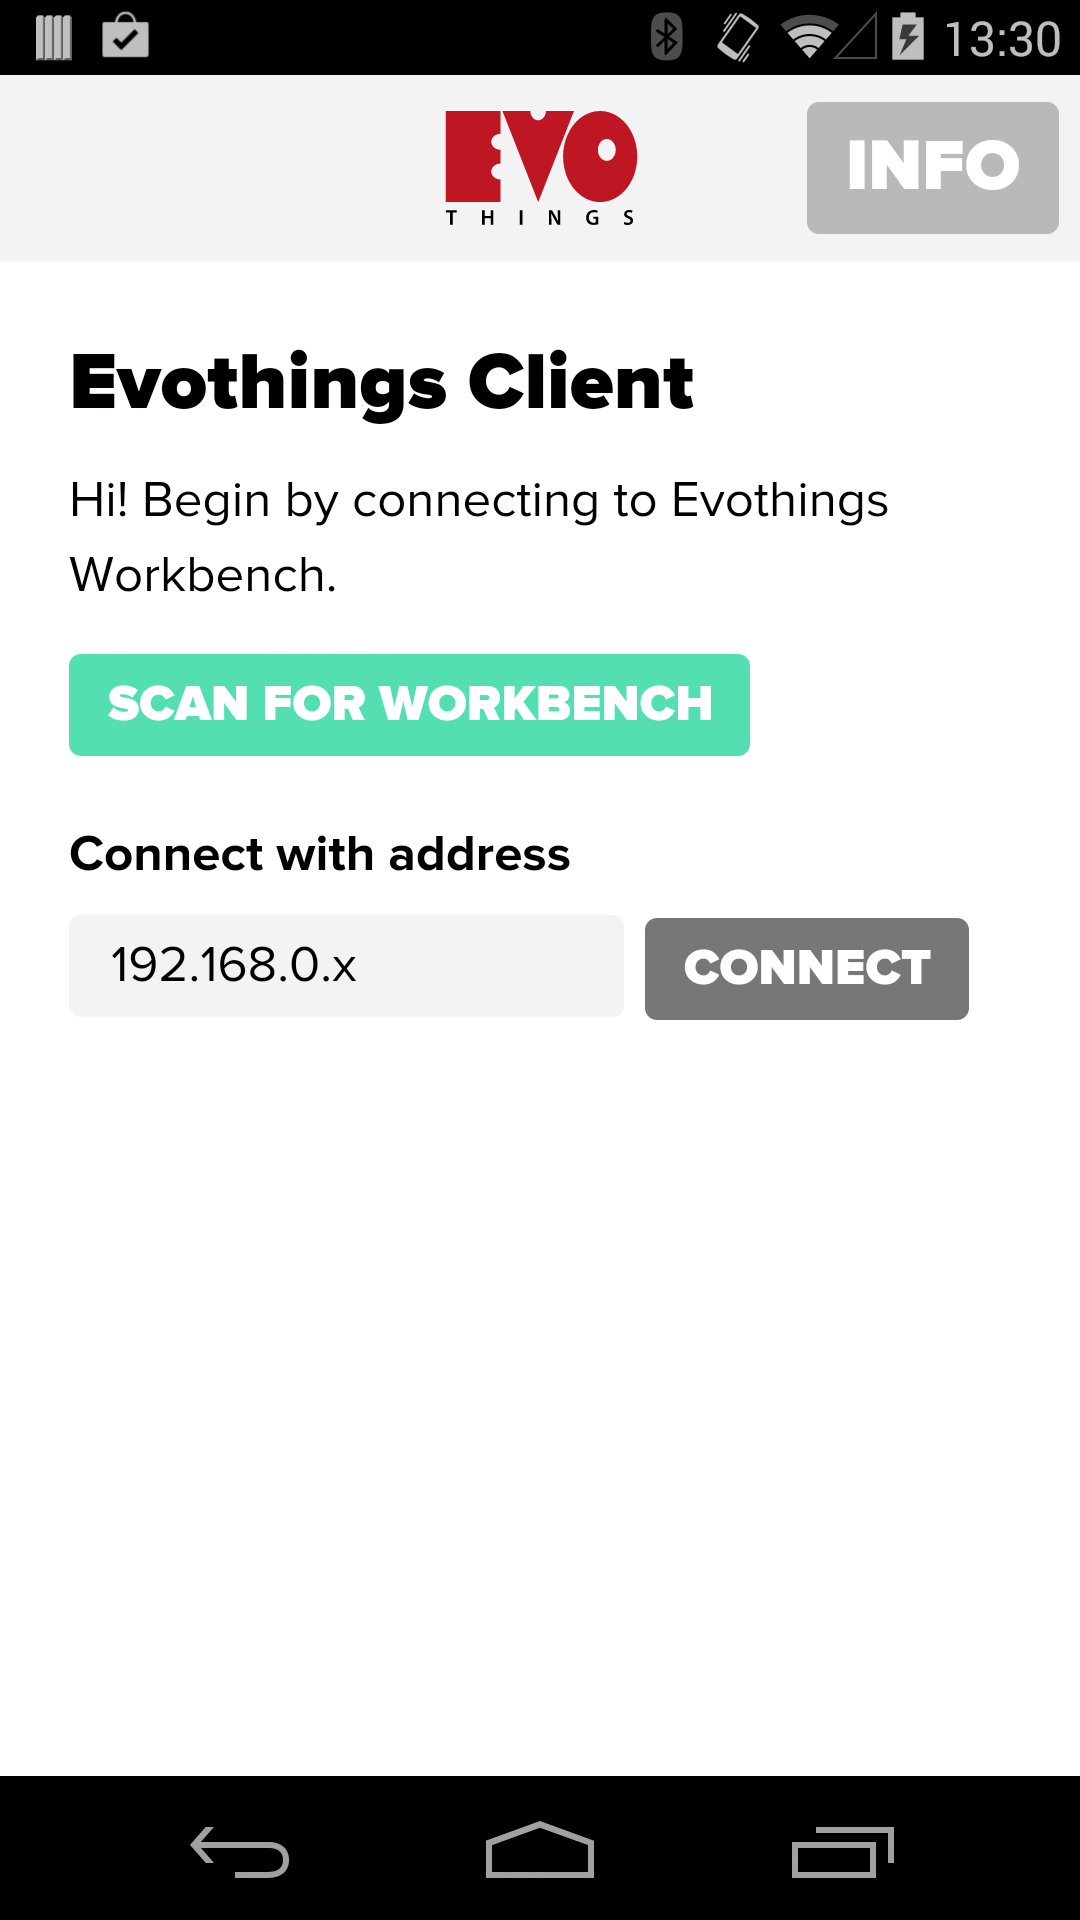 13:30
EVO
THINGS
INFO
Evothings Client
Hi! Begin by connecting to Evothings
Workbench.
SCAN FOR WORKBENCH
Connect with address
192.168.0.x
CONNECT